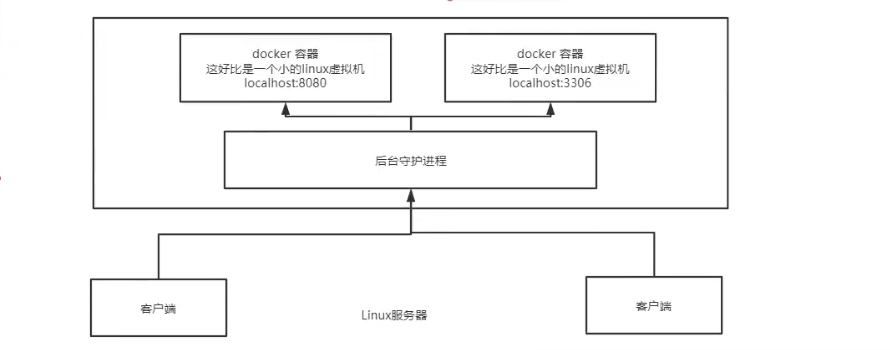 docker 容器
这好比是一个小的linux虚拟机
localhost:8080
docker 容器
这好比是一个小的linux虚拟机
localhost:3306
后台守护进程
客户端
Linux服务器
客户端